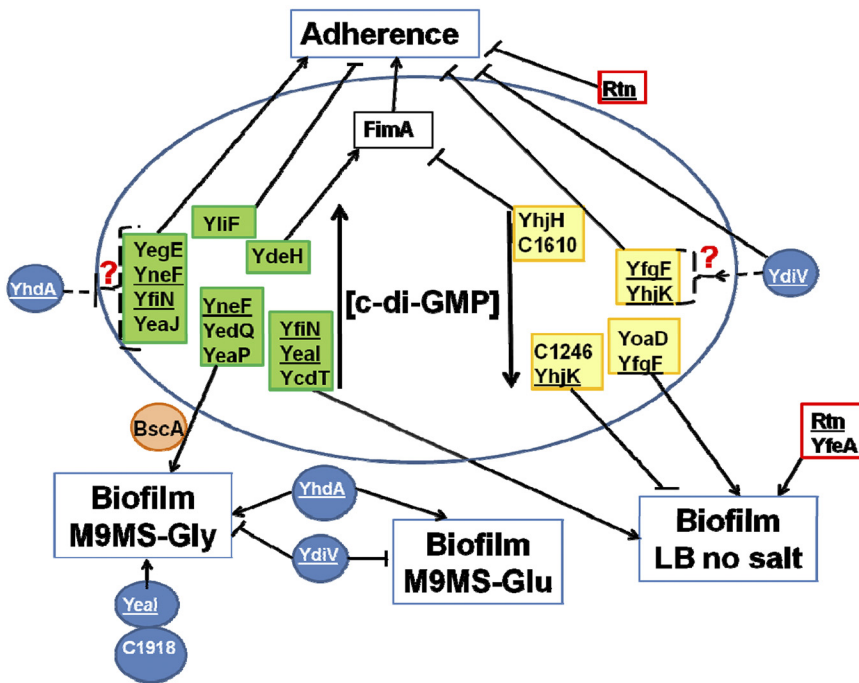 Adherence
Rtn
FimA
YliF
YdeH
YhjH
C1610
?
YegE
YneF
YfiN
YeaJ
YhdA
[c-di-GMP]
?
YfgF
YhjK
YdiV
YneF
YedQ
YeaP
YfiN
YeaI
YcdT
C1246
YhjK
YoaD
YfgF
BscA
Rtn
YfeA
Biofilm
M9MS-Gly
YhdA
YdiV
Biofilm
M9MS-Glu
Biofilm
LB no salt
YeaI
C1918